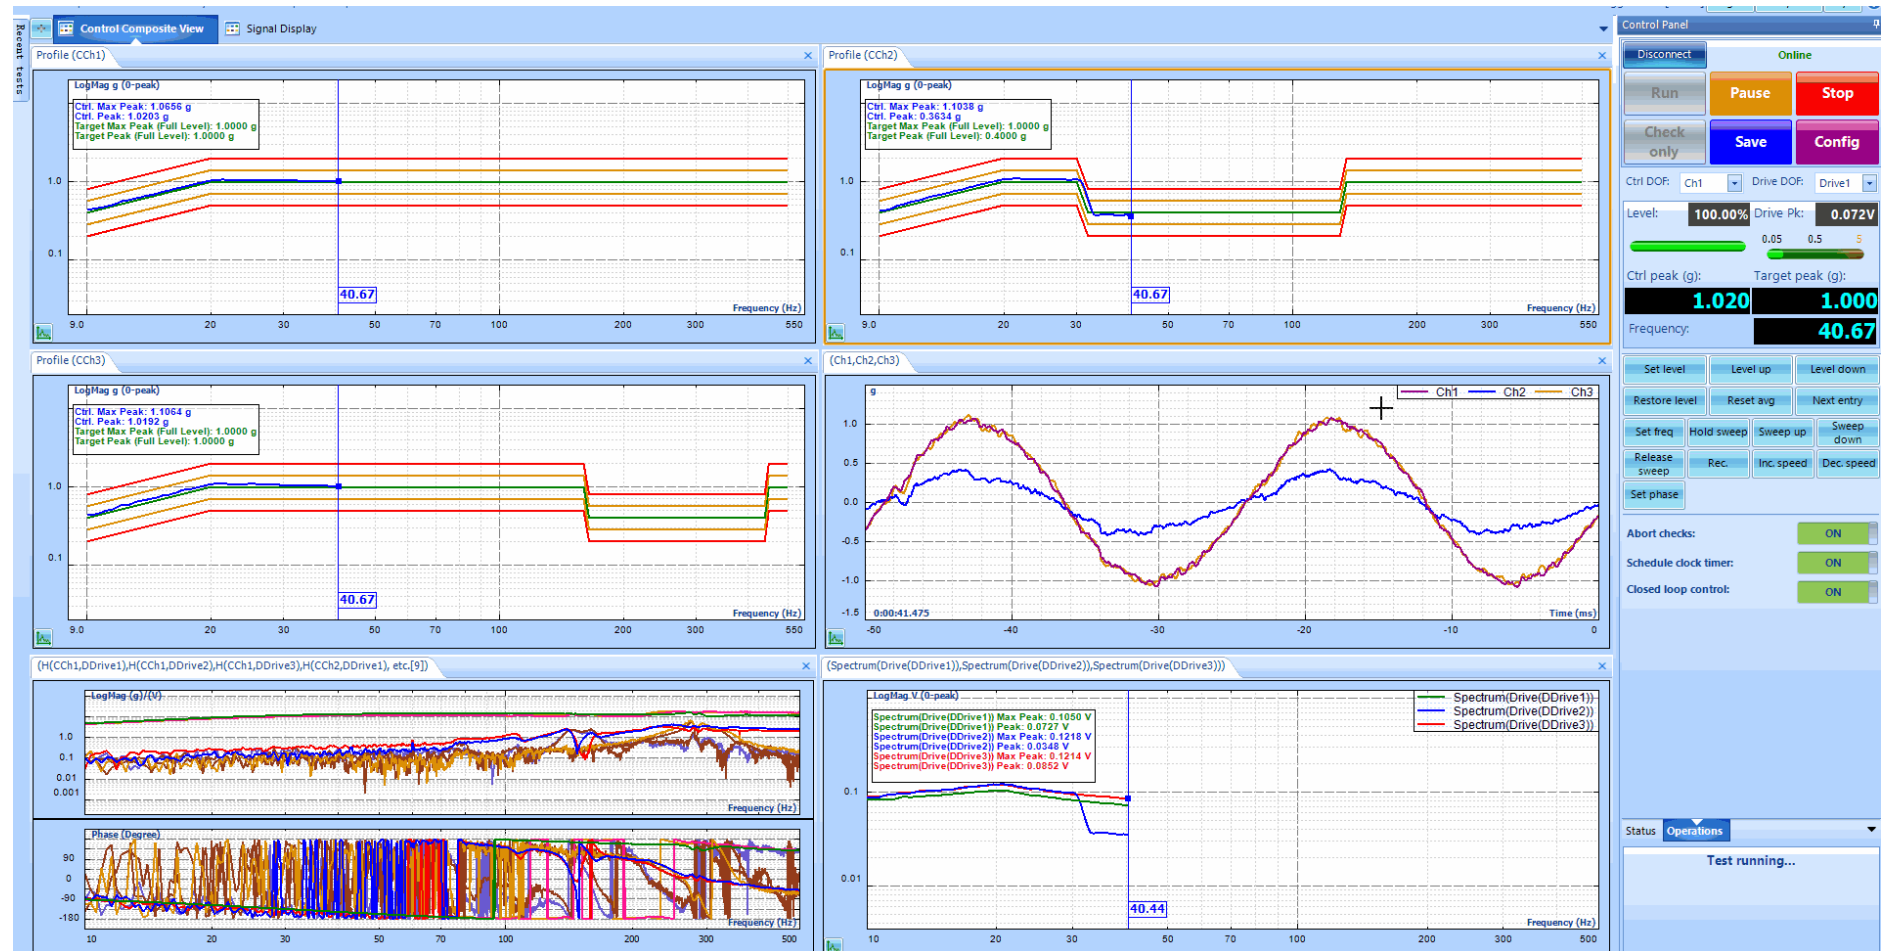 Recent tests
Control Composite View
Signal Display
Profile (CCh1)
LogMag g (0-peak)
Ctrl. Max Peak: 1.0656 g
Ctrl. Peak: 1.0203 g
Target Max Peak (Full Level): 1.0000 g
Target Peak (Full Level): 1.0000 g
1.0
0.1
40.67
Frequency (Hz)
9.0 20 30 50 70 100 200 300 550
Profile (CCh2)
LogMag g (0-peak)
Ctrl. Max Peak: 1.1038 g
Ctrl. Peak: 0.3634 g
Target Max Peak (Full Level): 1.0000 g
Target Peak (Full Level): 0.4000 g
1.0
0.1
40.67
Frequency (Hz)
9.0 20 30 50 70 100 200 300 550
Profile (CCh3)
LogMag g (0-peak)
Ctrl. Max Peak: 1.1064 g
Ctrl. Peak: 1.0192 g
Target Max Peak (Full Level): 1.0000 g
Target Peak (Full Level): 1.0000 g
1.0
0.1
40.67
Frequency (Hz)
9.0 20 30 50 70 100 200 300 550
(Ch1,Ch2,Ch3)
g
Ch1 Ch2 Ch3
1.0
0.5
0.0
-0.5
-1.0
-1.5
0:00:41.475
Time (ms)
-50 -40 -30 -20 -10 0
(H(CCh1,DDrive1),H(CCh1,DDrive2),H(CCh1,DDrive3),H(CCh2,DDrive1), etc.[9])
LogMag (g)/(V)
1.0
0.1
0.01
0.001
Frequency (Hz)
Phase (Degree)
90
0
-90
-180
Frequency (Hz)
10 20 30 50 70 100 200 300 500
(Spectrum(Drive(DDrive1)),Spectrum(Drive(DDrive2)),Spectrum(Drive(DDrive3)))
LogMag V (0-peak)
Spectrum(Drive(DDrive1)) Max Peak: 0.1050 V
Spectrum(Drive(DDrive1)) Peak: 0.0727 V
Spectrum(Drive(DDrive2)) Max Peak: 0.1218 V
Spectrum(Drive(DDrive2)) Peak: 0.0348 V
Spectrum(Drive(DDrive3)) Max Peak: 0.1214 V
Spectrum(Drive(DDrive3)) Peak: 0.0852 V
Spectrum(Drive(DDrive1))
Spectrum(Drive(DDrive2))
Spectrum(Drive(DDrive3))
0.1
0.01
40.44
Frequency (Hz)
10 20 30 50 70 100 200 300 500
Control Panel
Disconnect Online
Run Pause Stop
Check only Save Config
Ctrl DOF: Ch1 Drive DOF: Drive1
Level: 100.00% Drive Pk: 0.072V
0.05 0.5 5
Ctrl peak (g): Target peak (g):
1.020 1.000
Frequency: 40.67
Set level Level up Level down
Restore level Reset avg Next entry
Set freq Hold sweep Sweep up Sweep down
Release sweep Rec. Inc. speed Dec. speed
Set phase
Abort checks: ON
Schedule clock timer: ON
Closed loop control: ON
Status Operations
Test running...